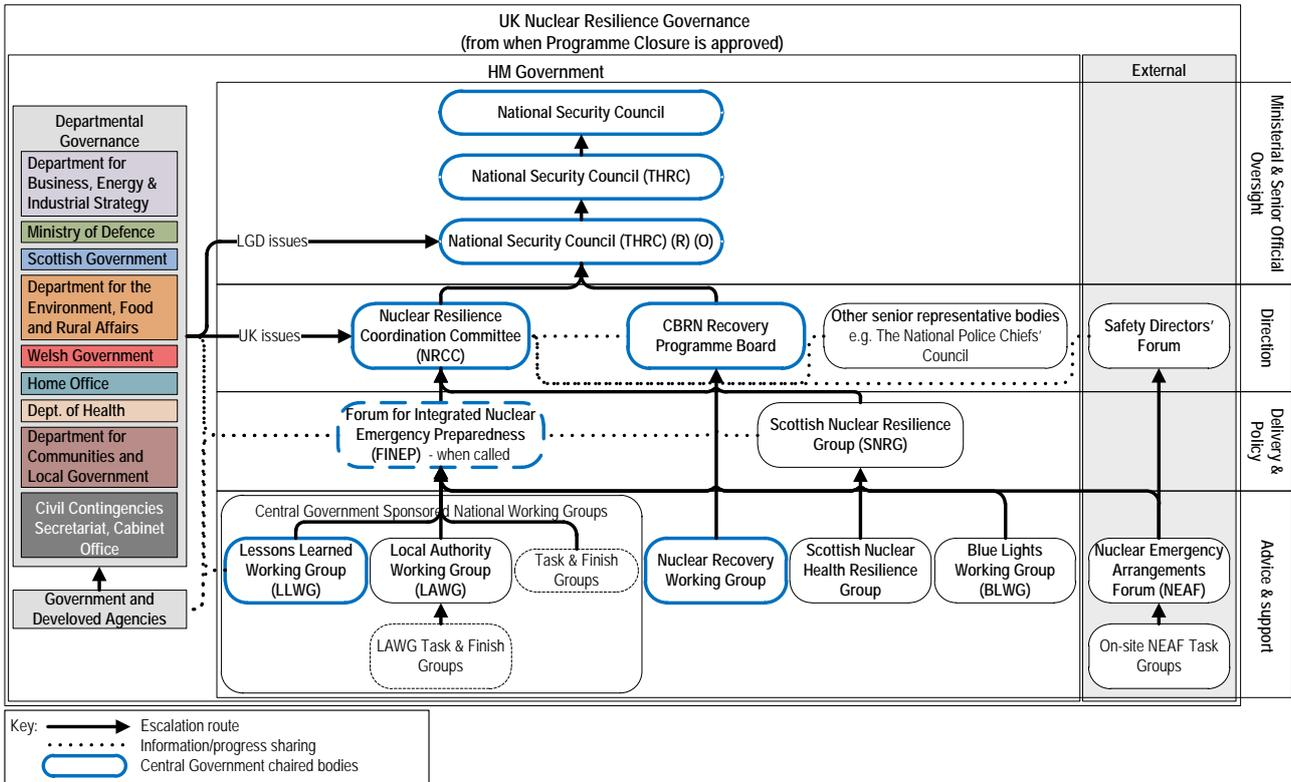 UK Nuclear Resilience Governance
(from when Programme Closure is approved)
HM Government
External
Departmental
Governance
Department for
Business, Energy &
Industrial Strategy
Ministry of Defence
Scottish Government
Department for the
Environment, Food
and Rural Affairs
Welsh Government
Home Office
Dept. of Health
Department for
Communities and
Local Government
Civil Contingencies
Secretariat, Cabinet
Office
Government and
Develoved Agencies
National Security Council
National Security Council (THRC)
National Security Council (THRC) (R) (O)
LGD issues
Ministerial & Senior Official
Oversight
UK issues
Nuclear Resilience
Coordination Committee
(NRCC)
CBRN Recovery
Programme Board
Other senior representative bodies
e.g. The National Police Chiefs'
Council
Safety Directors'
Forum
Direction
Forum for Integrated Nuclear
Emergency Preparedness
(FINEP) - when called
Scottish Nuclear Resilience
Group (SNRG)
Delivery &
Policy
Central Government Sponsored National Working Groups
Lessons Learned
Working Group
(LLWG)
Local Authority
Working Group
(LAWG)
Task & Finish
Groups
LAWG Task & Finish
Groups
Nuclear Recovery
Working Group
Scottish Nuclear
Health Resilience
Group
Blue Lights
Working Group
(BLWG)
Nuclear Emergency
Arrangements
Forum (NEAF)
On-site NEAF Task
Groups
Advice & support
Key:
Escalation route
Information/progress sharing
Central Government chaired bodies